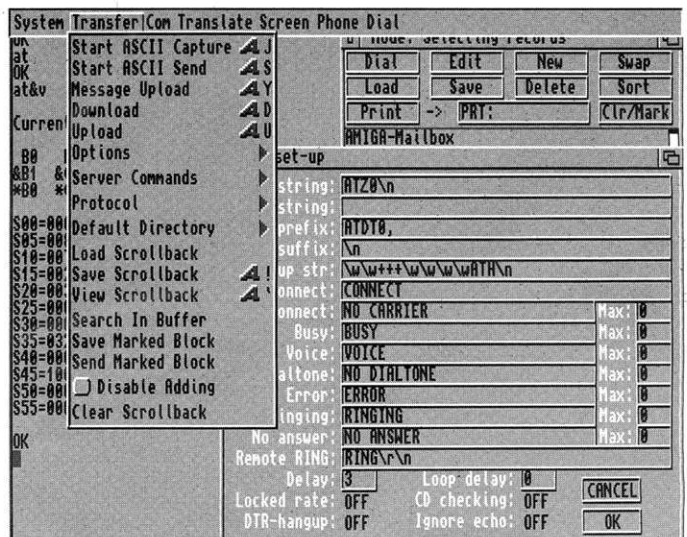 System Transfer Com Translate Screen Phone Dial
OK
at
OK
at&v
Curren
B0
&B1 &
*B0 *
S00=00
S05=00
S10=00
S15=00
S20=00
S25=00
S30=00
S35=03
S40=00
S45=10
S50=00
S55=00
OK
Start ASCII Capture A J
Start ASCII Send A S
Message Upload A Y
Download A D
Upload A U
Options
Server Commands
Protocol
Default Directory
Load Scrollback
Save Scrollback A !
View Scrollback A '
Search In Buffer
Save Marked Block
Send Marked Block
Disable Adding
Clear Scrollback
Mode: Selecting records
Dial Edit New Swap
Load Save Delete Sort
Print -> PRT: Clr/Mark
AMIGA-Mailbox
set-up
string: ATZ0\n
string:
prefix: ATDT0,
suffix: \n
up str: \w\w+++\w\w\w\wATH\n
onnect: CONNECT
onnect: NO CARRIER Max: 0
Busy: BUSY Max: 0
Voice: VOICE Max: 0
altone: NO DIALTONE Max: 0
Error: ERROR Max: 0
inging: RINGING Max: 0
No answer: NO ANSWER Max: 0
Remote RING: RING\r\n
Delay: 3 Loop delay: 0
Locked rate: OFF CD checking: OFF CANCEL
DTR-hangup: OFF Ignore echo: OFF OK